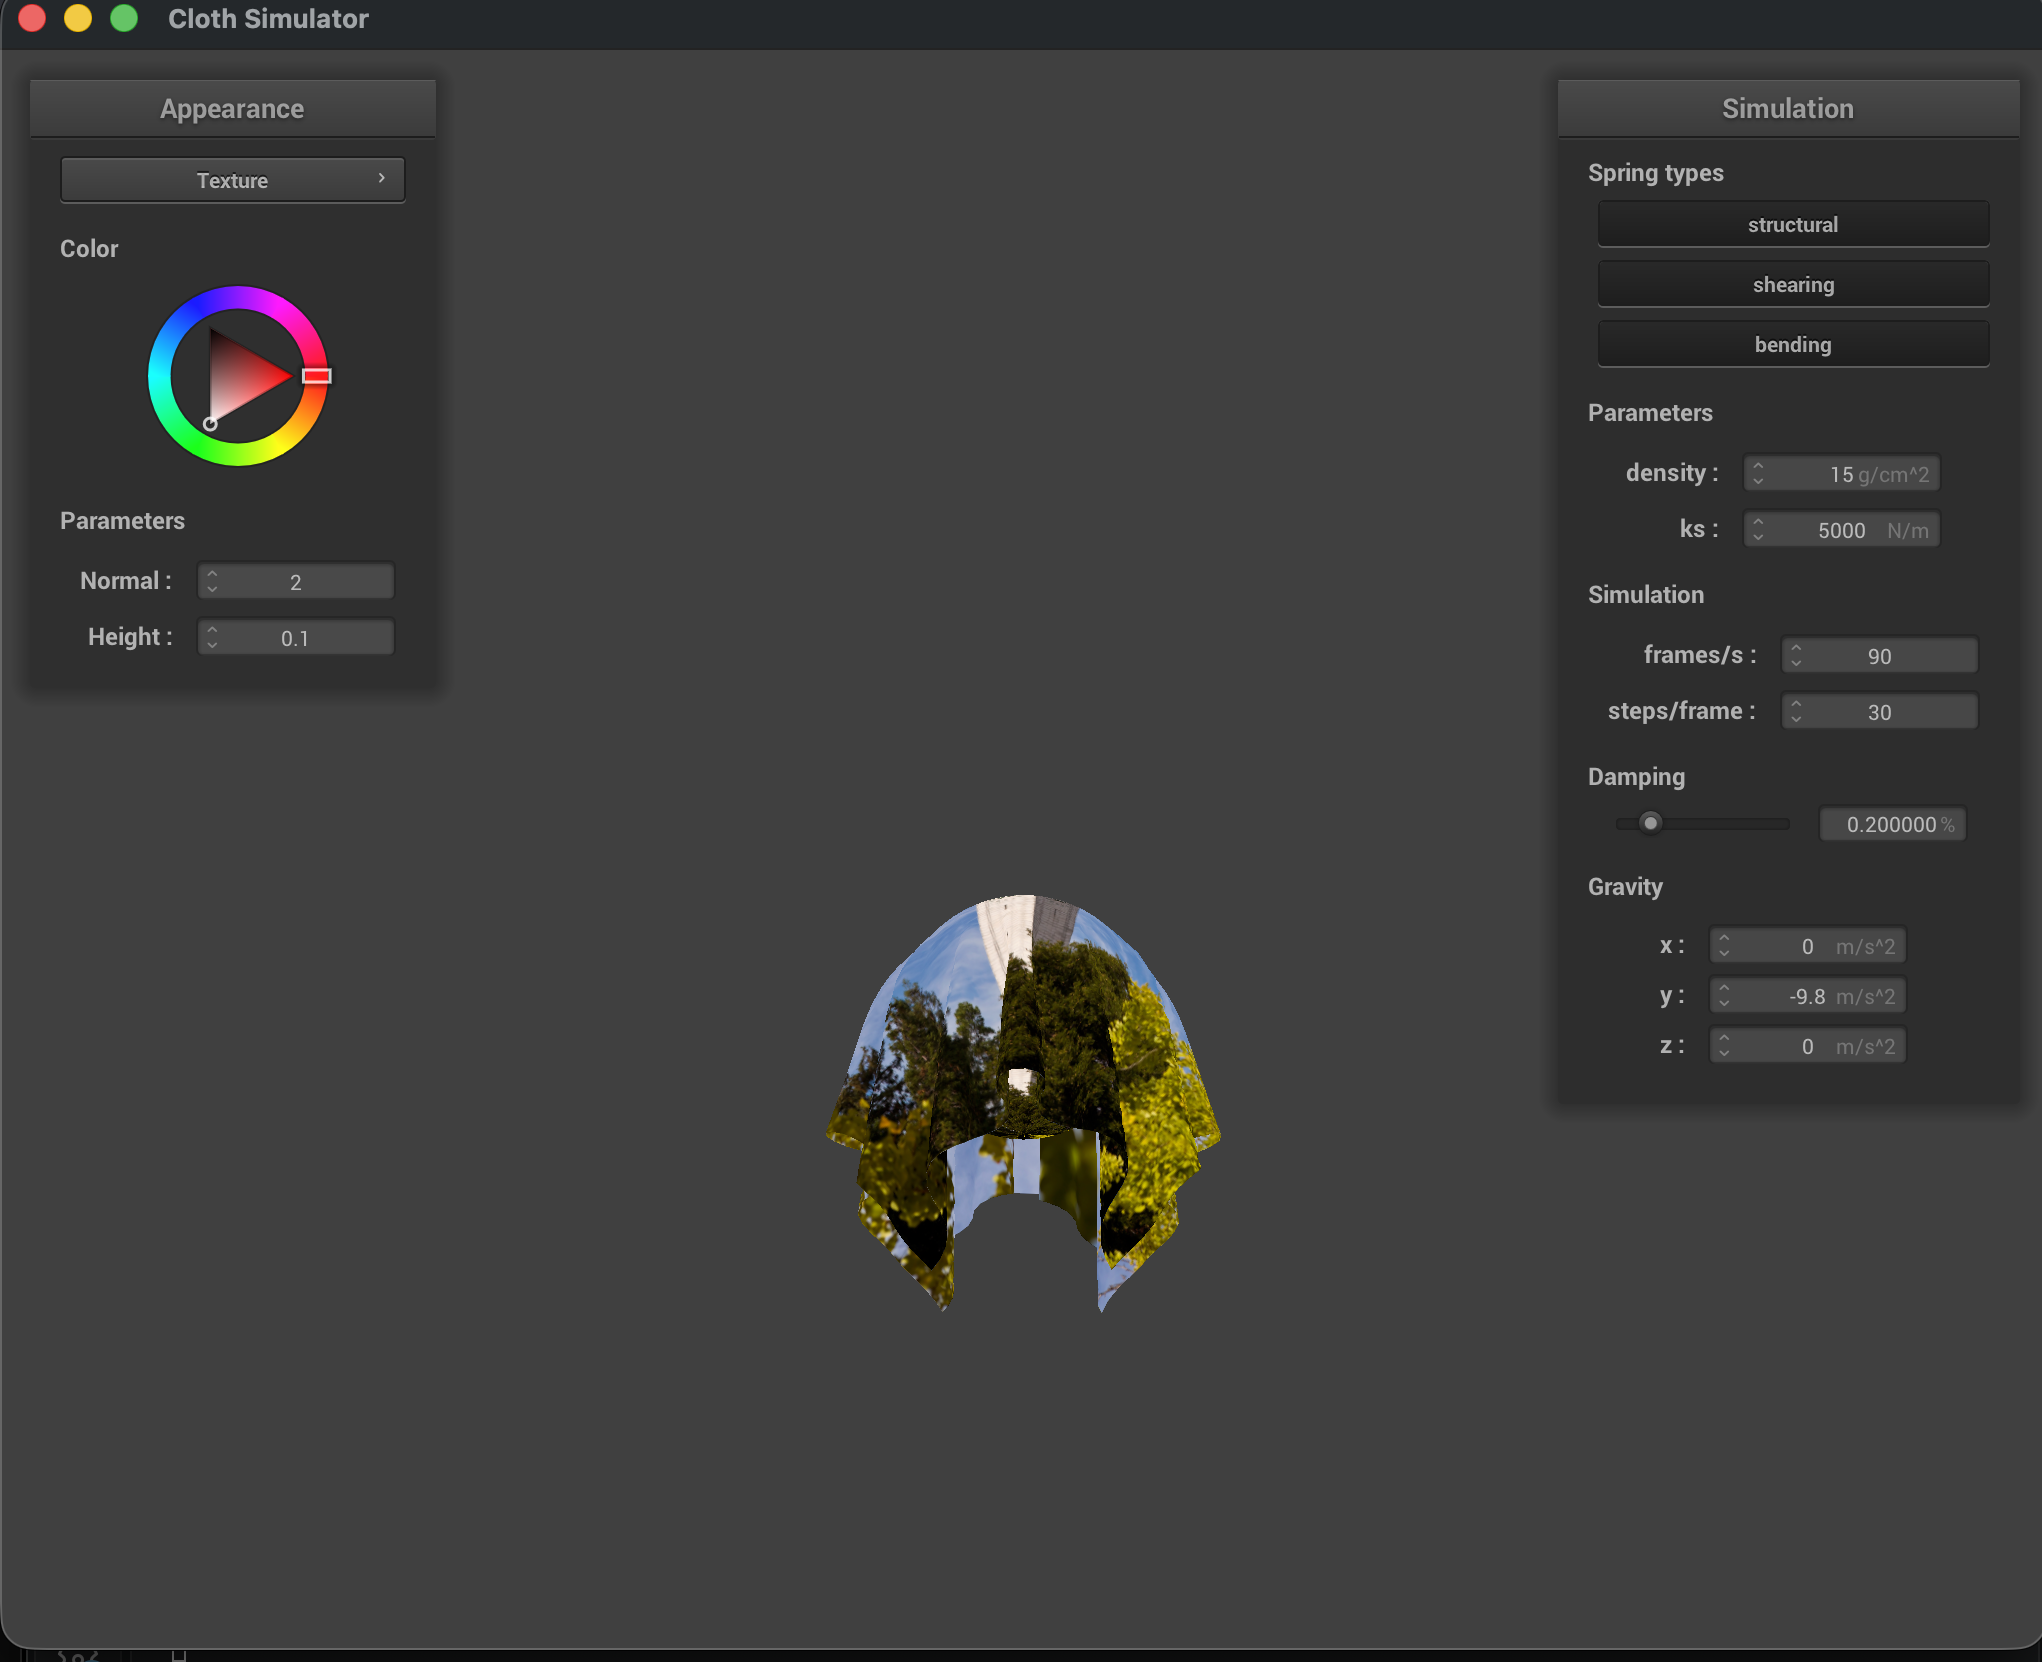 Cloth Simulator
Appearance
Texture
Color
Parameters
Normal : 2
Height : 0.1
Simulation
Spring types
structural
shearing
bending
Parameters
density : 15 g/cm^2
ks : 5000 N/m
Simulation
frames/s : 90
steps/frame : 30
Damping
0.200000 %
Gravity
x : 0 m/s^2
y : -9.8 m/s^2
z : 0 m/s^2